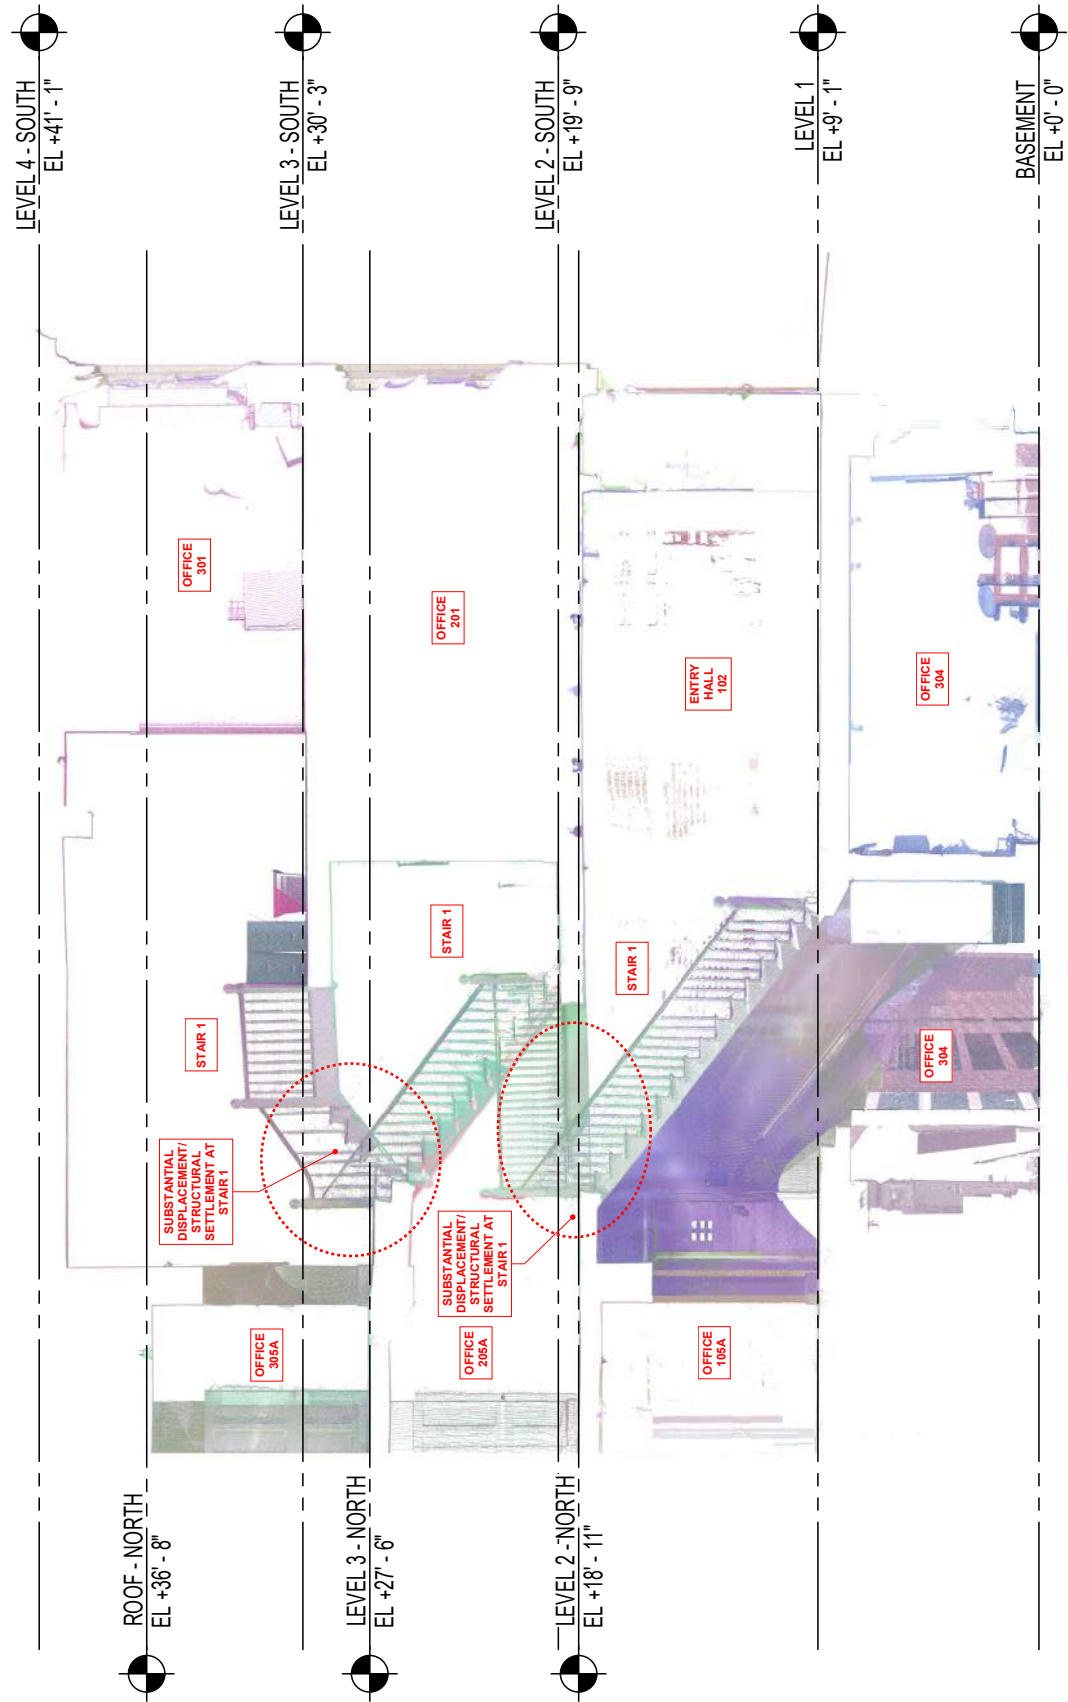 LEVEL 4 - SOUTH
EL +41' - 1"
LEVEL 3 - SOUTH
EL +30' - 3"
LEVEL 2 - SOUTH
EL +19' - 9"
LEVEL 1
EL +9' - 1"
BASEMENT
EL +0' - 0"
OFFICE
301
OFFICE
201
ENTRY
HALL
102
OFFICE
304
STAIR 1
STAIR 1
STAIR 1
OFFICE
304
SUBSTANTIAL
DISPLACEMENT/
STRUCTURAL
SETTLEMENT AT
STAIR 1
SUBSTANTIAL
DISPLACEMENT/
STRUCTURAL
SETTLEMENT AT
STAIR 1
OFFICE
305A
OFFICE
205A
OFFICE
105A
ROOF - NORTH
EL +36' - 8"
LEVEL 3 - NORTH
EL +27' - 6"
LEVEL 2 - NORTH
EL +18' - 11"